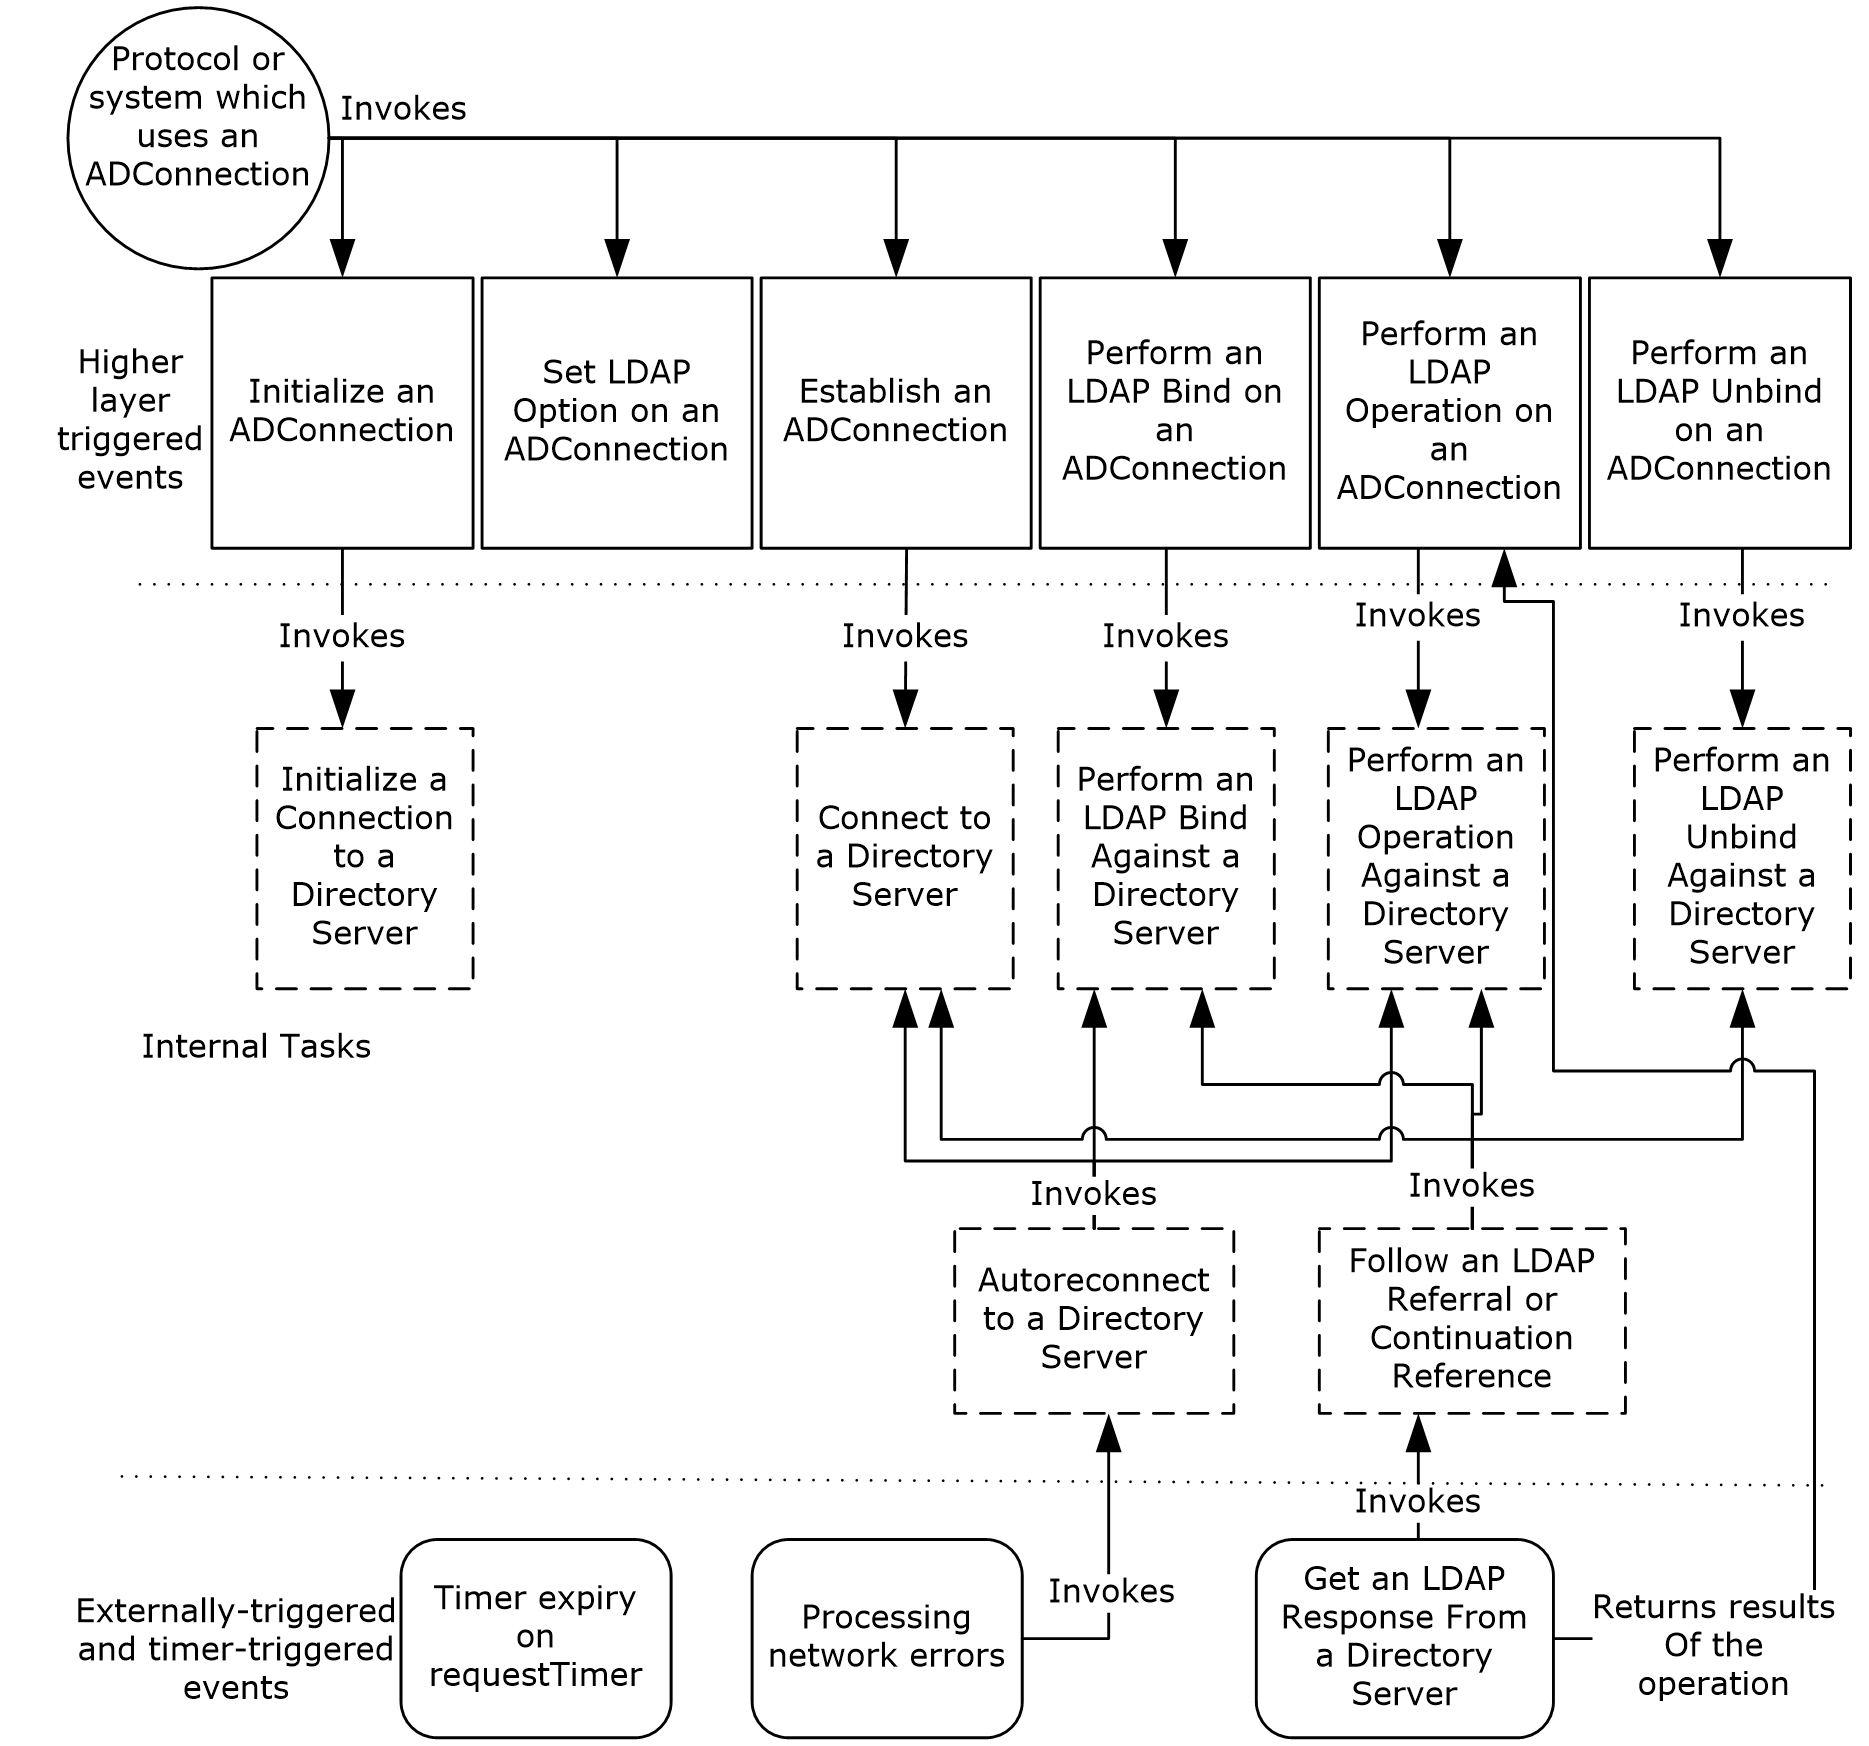 Protocol or
system which
uses an
ADConnection
Invokes
Higher
layer
triggered
events
Initialize an
ADConnection
Set LDAP
Option on an
ADConnection
Establish an
ADConnection
Perform an
LDAP Bind on
an
ADConnection
Perform an
LDAP
Operation on
an
ADConnection
Perform an
LDAP Unbind
on an
ADConnection
Invokes
Invokes
Invokes
Invokes
Invokes
Initialize a
Connection
to a
Directory
Server
Connect to
a Directory
Server
Perform an
LDAP Bind
Against a
Directory
Server
Perform an
LDAP
Operation
Against a
Directory
Server
Perform an
LDAP
Unbind
Against a
Directory
Server
Internal Tasks
Invokes
Invokes
Autoreconnect
to a Directory
Server
Follow an LDAP
Referral or
Continuation
Reference
Invokes
Invokes
Externally-triggered
and timer-triggered
events
Timer expiry
on
requestTimer
Processing
network errors
Get an LDAP
Response From
a Directory
Server
Returns results
Of the
operation